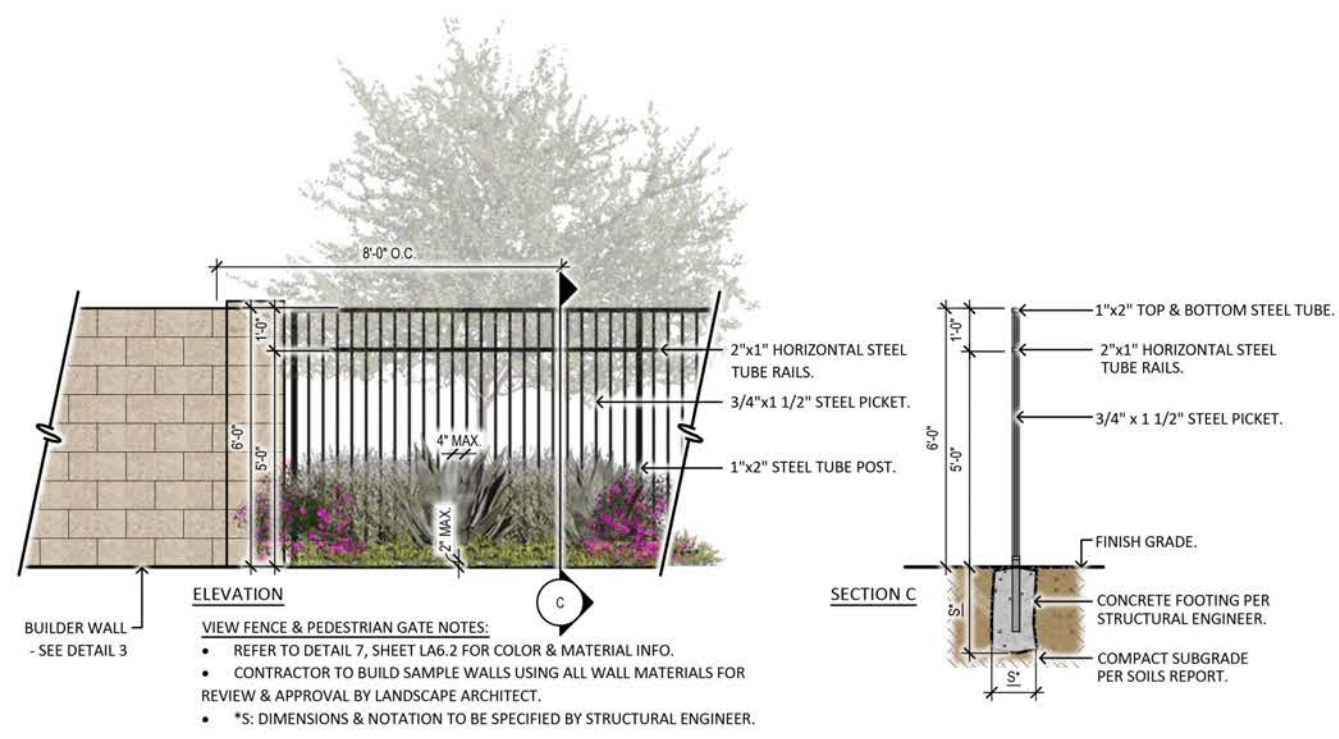 8'-0" O.C.
1'-0"
6'-0"
5'-0"
4" MAX.
2" MAX.
2"x1" HORIZONTAL STEEL
TUBE RAILS.
3/4"x1 1/2" STEEL PICKET.
1"x2" STEEL TUBE POST.
BUILDER WALL
- SEE DETAIL 3
ELEVATION
C
VIEW FENCE & PEDESTRIAN GATE NOTES:
• REFER TO DETAIL 7, SHEET LA6.2 FOR COLOR & MATERIAL INFO.
• CONTRACTOR TO BUILD SAMPLE WALLS USING ALL WALL MATERIALS FOR
REVIEW & APPROVAL BY LANDSCAPE ARCHITECT.
• *S: DIMENSIONS & NOTATION TO BE SPECIFIED BY STRUCTURAL ENGINEER.
1'-0"
6'-0"
5'-0"
1"x2" TOP & BOTTOM STEEL TUBE.
2"x1" HORIZONTAL STEEL
TUBE RAILS.
3/4" x 1 1/2" STEEL PICKET.
FINISH GRADE.
SECTION C
S*
CONCRETE FOOTING PER
STRUCTURAL ENGINEER.
COMPACT SUBGRADE
PER SOILS REPORT.
S*